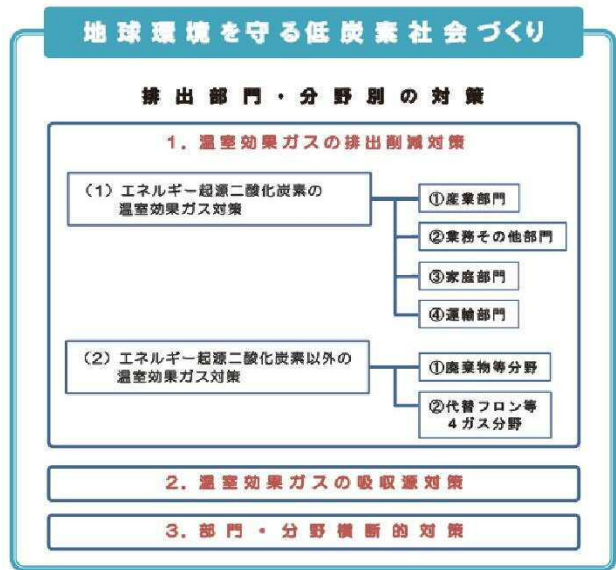 地球環境を守る低炭素社会づくり
排出部門・分野別の対策
1．温室効果ガスの排出削減対策
（1）エネルギー起源二酸化炭素の
温室効果ガス対策
①産業部門
②業務その他部門
③家庭部門
④運輸部門
（2）エネルギー起源二酸化炭素以外の
温室効果ガス対策
①廃棄物等分野
②代替フロン等
4ガス分野
2．温室効果ガスの吸収源対策
3．部門・分野横断的対策